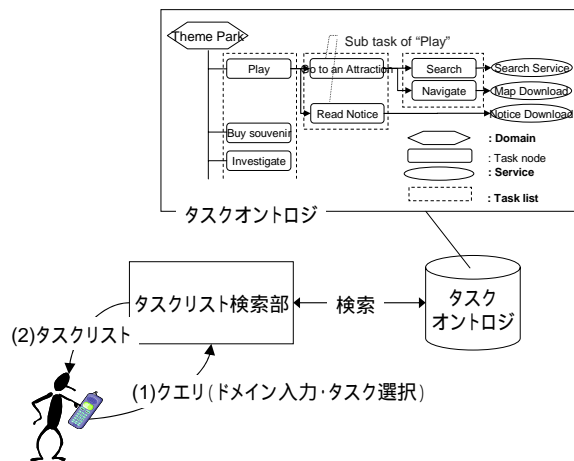 Theme Park
Sub task of “Play”
Play
Go to an Attraction
Search
Search Service
Navigate
Map Download
Read Notice
Notice Download
Buy souvenir
Investigate
: Domain
: Task node
: Service
: Task list
タスクオントロジ
タスクリスト検索部
検索
タスク
オントロジ
(2)タスクリスト
(1)クエリ(ドメイン入力・タスク選択)